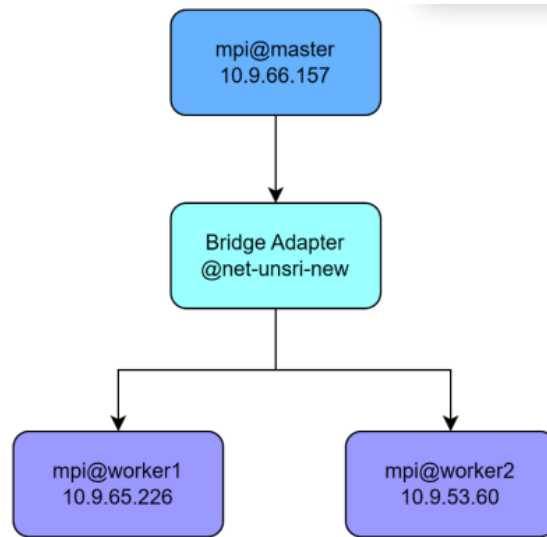 mpi@master
10.9.66.157
Bridge Adapter
@net-unsri-new
mpi@worker1
10.9.65.226
mpi@worker2
10.9.53.60